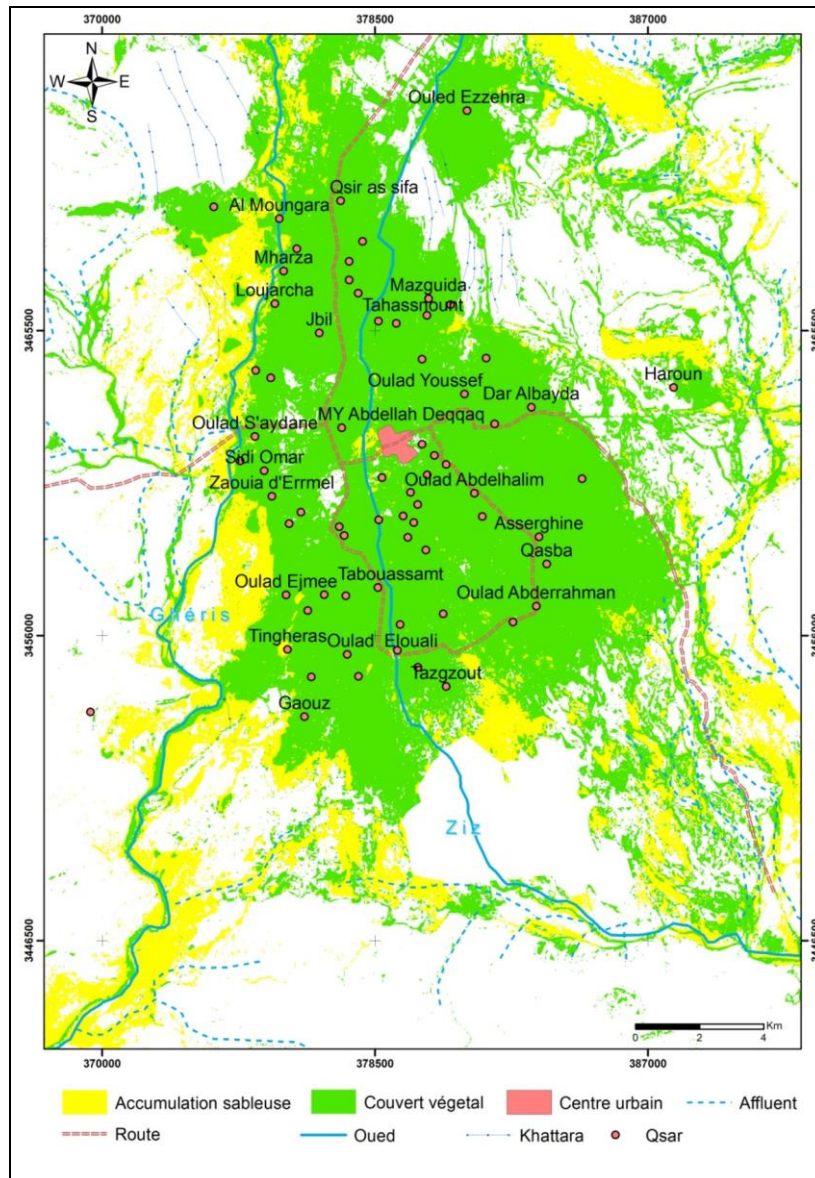 370000 378500 387000
N
W E
S
Ouled Ezzehra
Qsir as sifa
Al Moungara
Mharza
Mazguida
Loujarcha
Tahassnount
Jbil
3465500 3465500
Oulad Youssef
Haroun
Dar Albayda
MY Abdellah Deqqaq
Oulad S'aydane
Sidi Omar
Oulad Abdelhalim
Zaouia d'Errmel
Asserghine
Qasba
Oulad Ejmee
Tabouassamt
Oulad Abderrahman
Ghéris
3456000 3456000
Tingheras
Oulad Elouali
Tazgzout
Gaouz
Ziz
3446500 3446500
Km
0 2 4
370000 378500 387000
Accumulation sableuse Couvert végétal Centre urbain Affluent
Route Oued Khattara Qsar